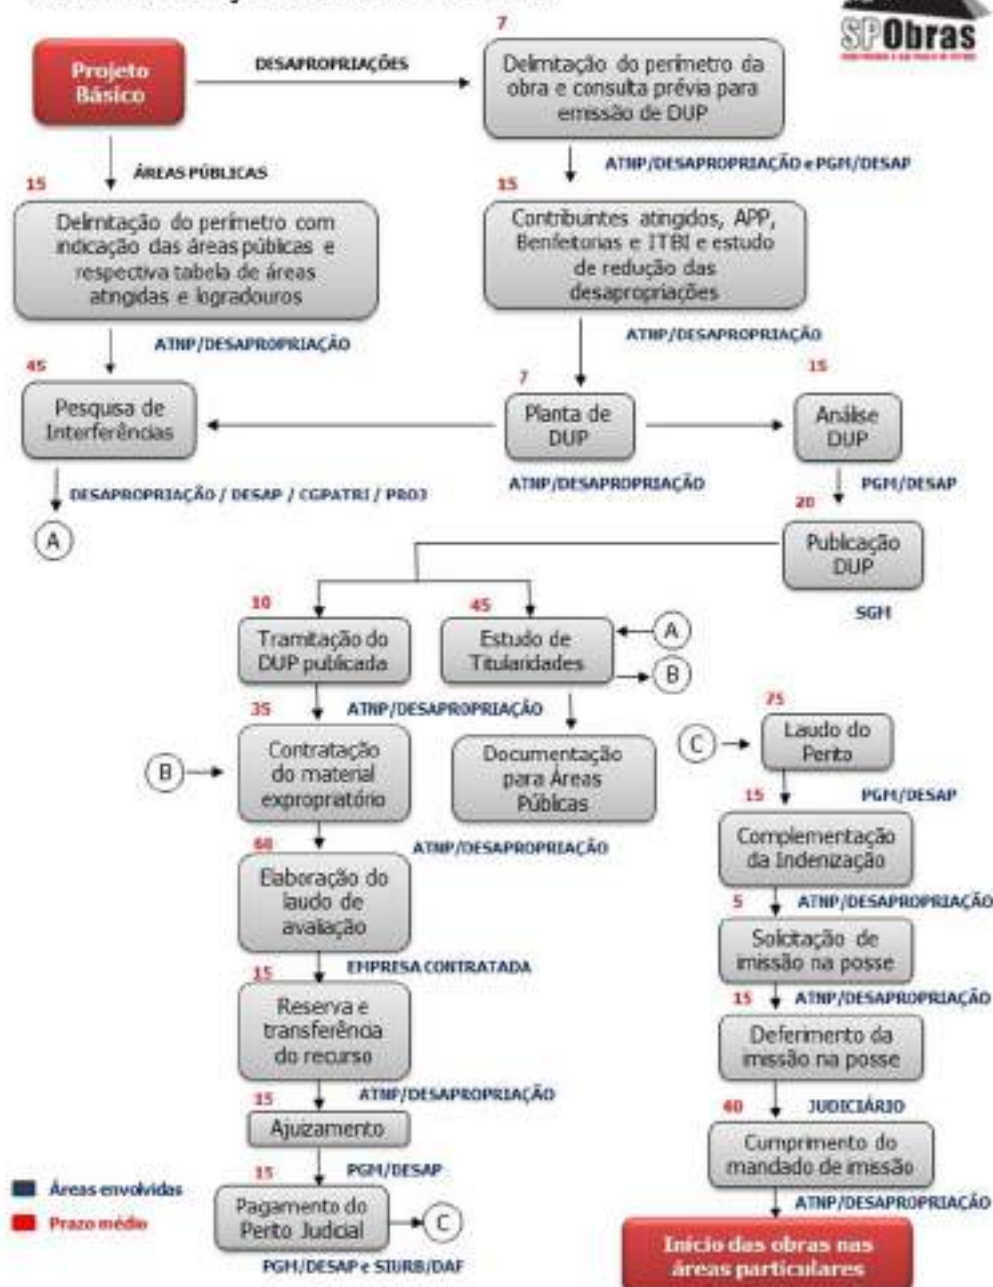 SPObras
Projeto
Básico
DESAPROPRIAÇÕES
7
Delimitação do perímetro da
obra e consulta prévia para
emissão de DUP
ATNP/DESAPROPRIAÇÃO e PGM/DESAP
ÁREAS PÚBLICAS
15
Delimitação do perímetro com
indicação das áreas públicas e
respectiva tabela de áreas
atingidas e logradouros
ATNP/DESAPROPRIAÇÃO
15
Contribuintes atingidos, APP,
Benfeitorias e ITBI e estudo
de redução das
desapropriações
ATNP/DESAPROPRIAÇÃO
45
Pesquisa de
Interferências
DESAPROPRIAÇÃO / DESAP / CGPATRI / PROJ
A
7
Planta de
DUP
ATNP/DESAPROPRIAÇÃO
15
Análise
DUP
PGM/DESAP
20
Publicação
DUP
SGM
10
Tramitação do
DUP publicada
ATNP/DESAPROPRIAÇÃO
45
Estudo de
Titularidades
A
B
Documentação
para Áreas
Públicas
35
B
Contratação
do material
expropriatório
ATNP/DESAPROPRIAÇÃO
60
Elaboração do
laudo de
avaliação
EMPRESA CONTRATADA
15
Reserva e
transferência
do recurso
ATNP/DESAPROPRIAÇÃO
15
Ajuizamento
PGM/DESAP
15
Pagamento do
Perito Judicial
C
PGM/DESAP e SIURB/DAF
75
C
Laudo do
Perito
PGM/DESAP
15
Complementação
da Indenização
ATNP/DESAPROPRIAÇÃO
5
Solicitação de
imissão na posse
ATNP/DESAPROPRIAÇÃO
15
Deferimento da
imissão na posse
JUDICIÁRIO
40
Cumprimento do
mandado de imissão
ATNP/DESAPROPRIAÇÃO
Início das obras nas
áreas particulares
Áreas envolvidas
Prazo médio